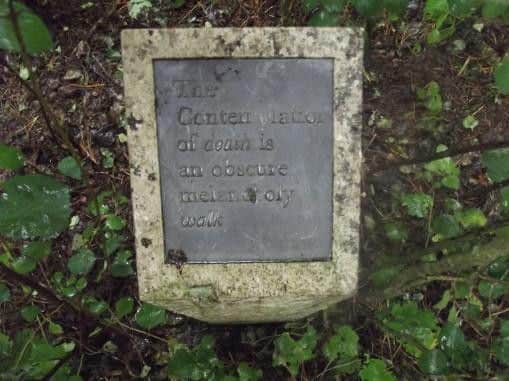 The
Contemplation
of death is
an obscure
melancholy
walk